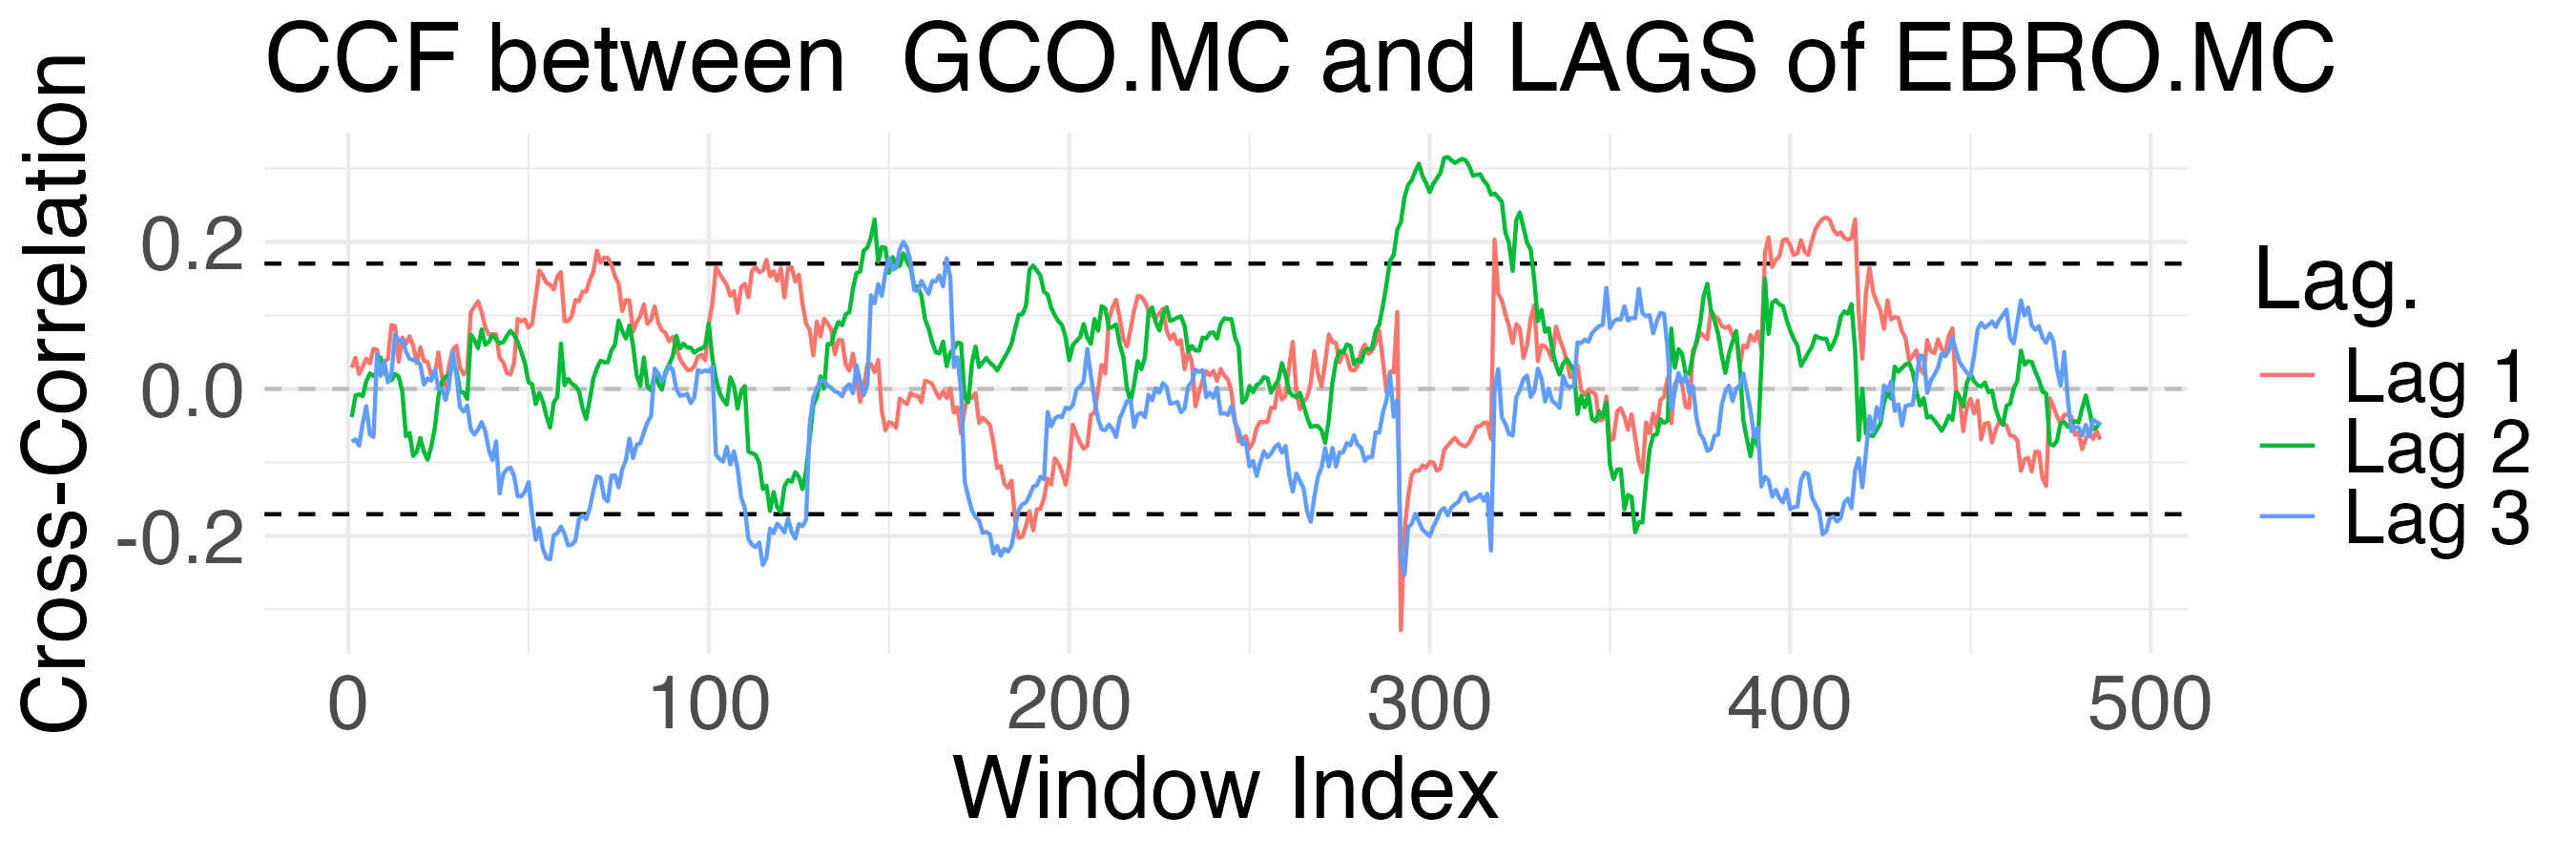 CCF between  GCO.MC and LAGS of EBRO.MC
Cross-Correlation
0.2
0.0
-0.2
0 100 200 300 400 500
Window Index
Lag.
Lag 1
Lag 2
Lag 3